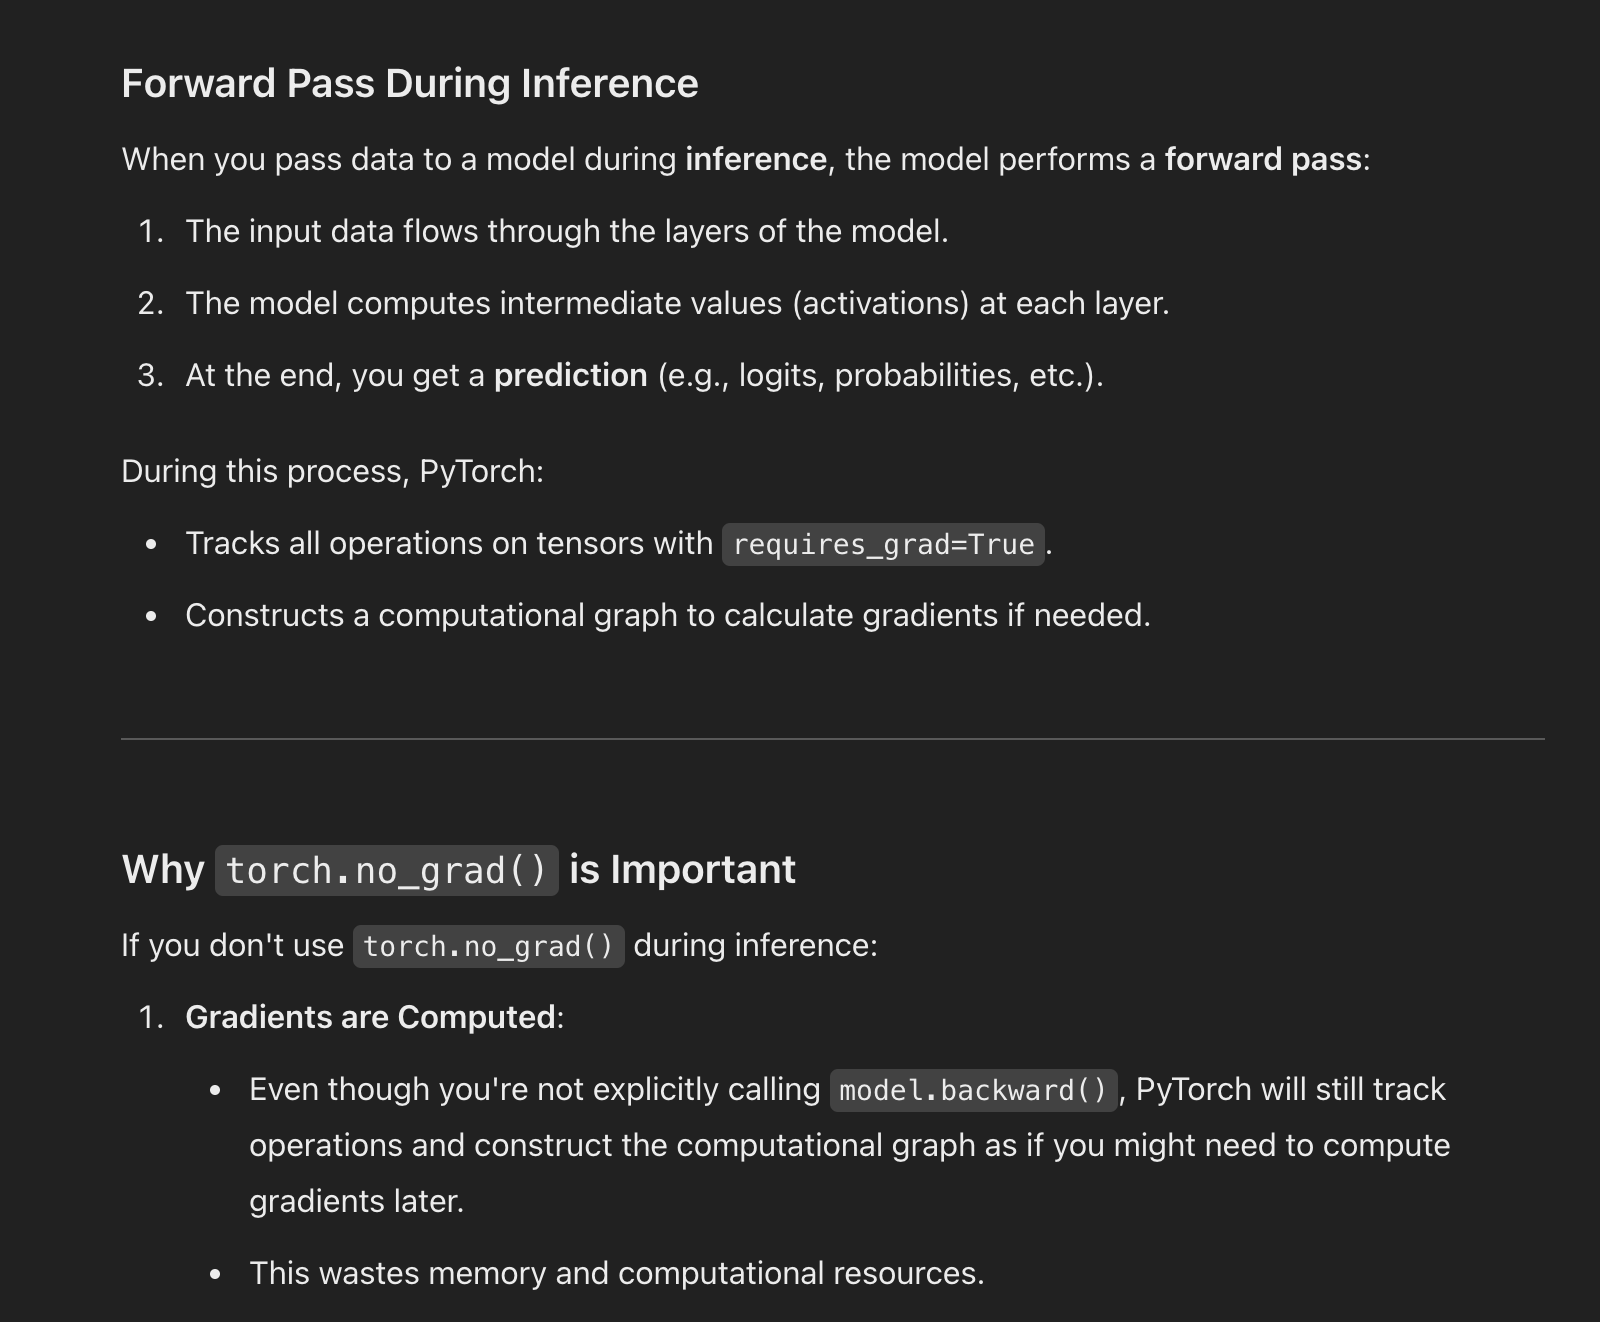 Forward Pass During Inference
When you pass data to a model during inference, the model performs a forward pass:
1. The input data flows through the layers of the model.
2. The model computes intermediate values (activations) at each layer.
3. At the end, you get a prediction (e.g., logits, probabilities, etc.).
During this process, PyTorch:
• Tracks all operations on tensors with requires_grad=True.
• Constructs a computational graph to calculate gradients if needed.
Why torch.no_grad() is Important
If you don't use torch.no_grad() during inference:
1. Gradients are Computed:
• Even though you're not explicitly calling model.backward(), PyTorch will still track
operations and construct the computational graph as if you might need to compute
gradients later.
• This wastes memory and computational resources.